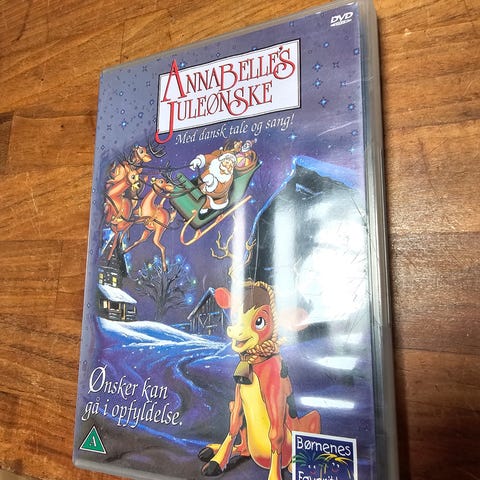 DVD
ANNABELLE'S
JULEØNSKE
Med dansk tale og sang!
Ønsker kan
gå i opfyldelse.
A
Børnenes